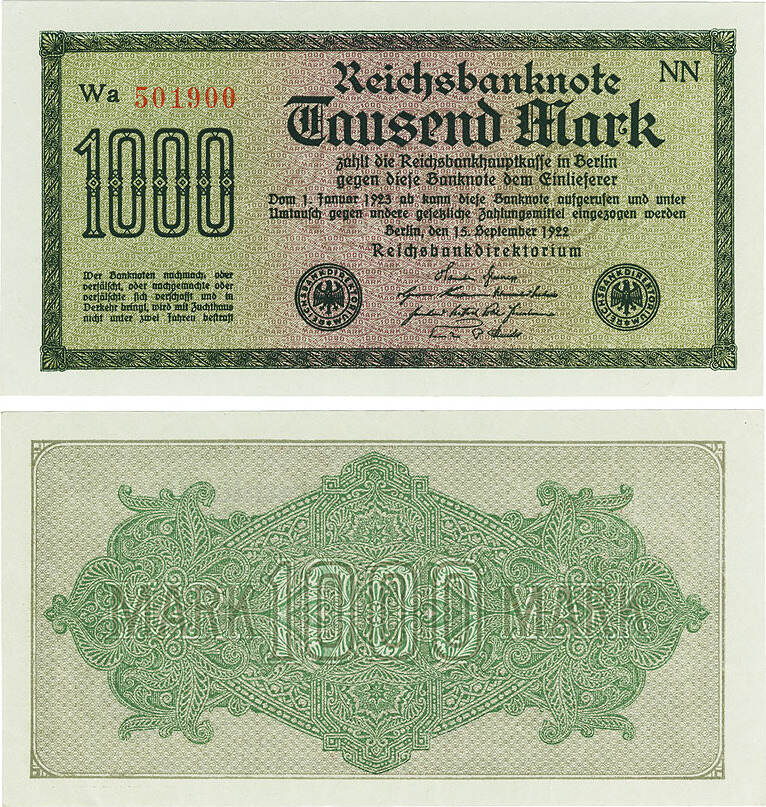 Wa 501900
NN
Reichsbanknote
Tausend Mark
1000
zahlt die Reichsbankhauptkasse in Berlin
gegen diese Banknote dem Einlieferer
Vom 1. Januar 1923 ab kann diese Banknote aufgerufen und unter
Umtausch gegen andere gesetzliche Zahlungsmittel eingezogen werden
Berlin, den 15. September 1922
Reichsbankdirektorium
Wer Banknoten nachmacht oder
verfälscht, oder nachgemachte oder
verfälschte sich verschafft und in
Verkehr bringt, wird mit Zuchthaus
nicht unter zwei Jahren bestraft
REICHSBANKDIREKTORIUM
REICHSBANKDIREKTORIUM
MARK 1000 MARK